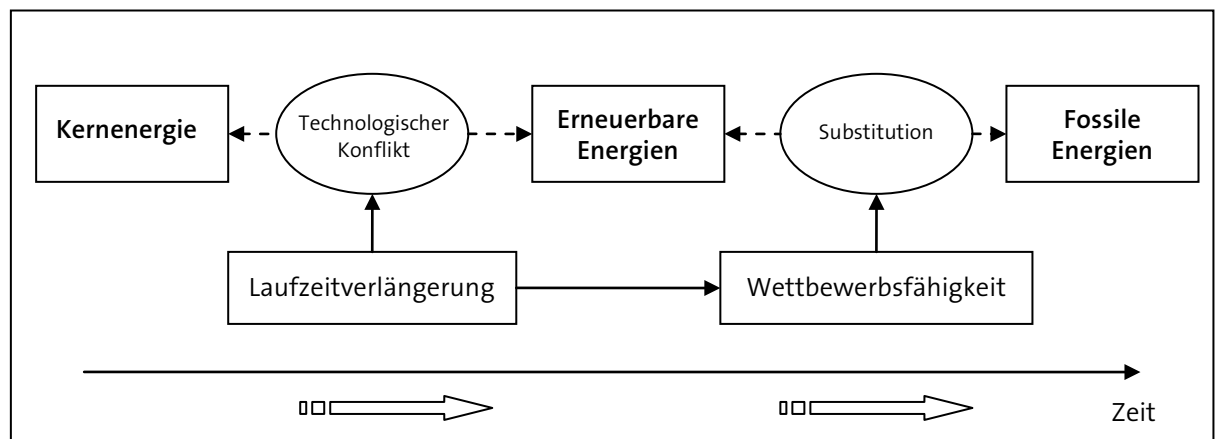 Kernenergie
Technologischer
Konflikt
Erneuerbare
Energien
Substitution
Fossile
Energien
Laufzeitverlängerung
Wettbewerbsfähigkeit
Zeit